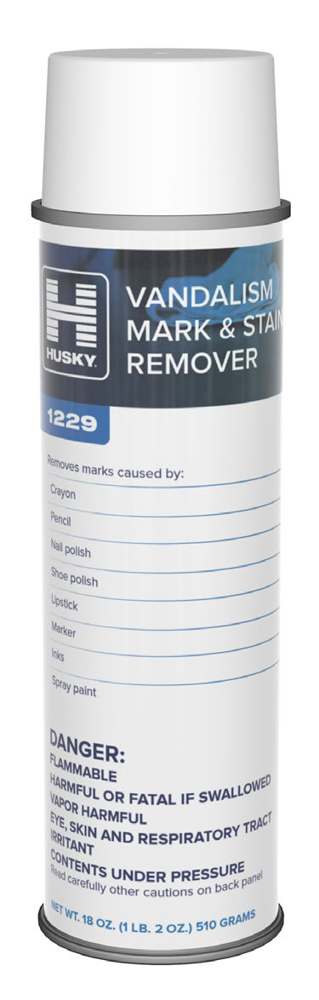 VANDALISM
MARK & STAIN
REMOVER
HUSKY
1229
Removes marks caused by:
Crayon
Pencil
Nail polish
Shoe polish
Lipstick
Marker
Inks
Spray paint
DANGER:
FLAMMABLE
HARMFUL OR FATAL IF SWALLOWED
VAPOR HARMFUL
EYE, SKIN AND RESPIRATORY TRACT
IRRITANT
CONTENTS UNDER PRESSURE
Read carefully other cautions on back panel
NET WT. 18 OZ. (1 LB. 2 OZ.) 510 GRAMS